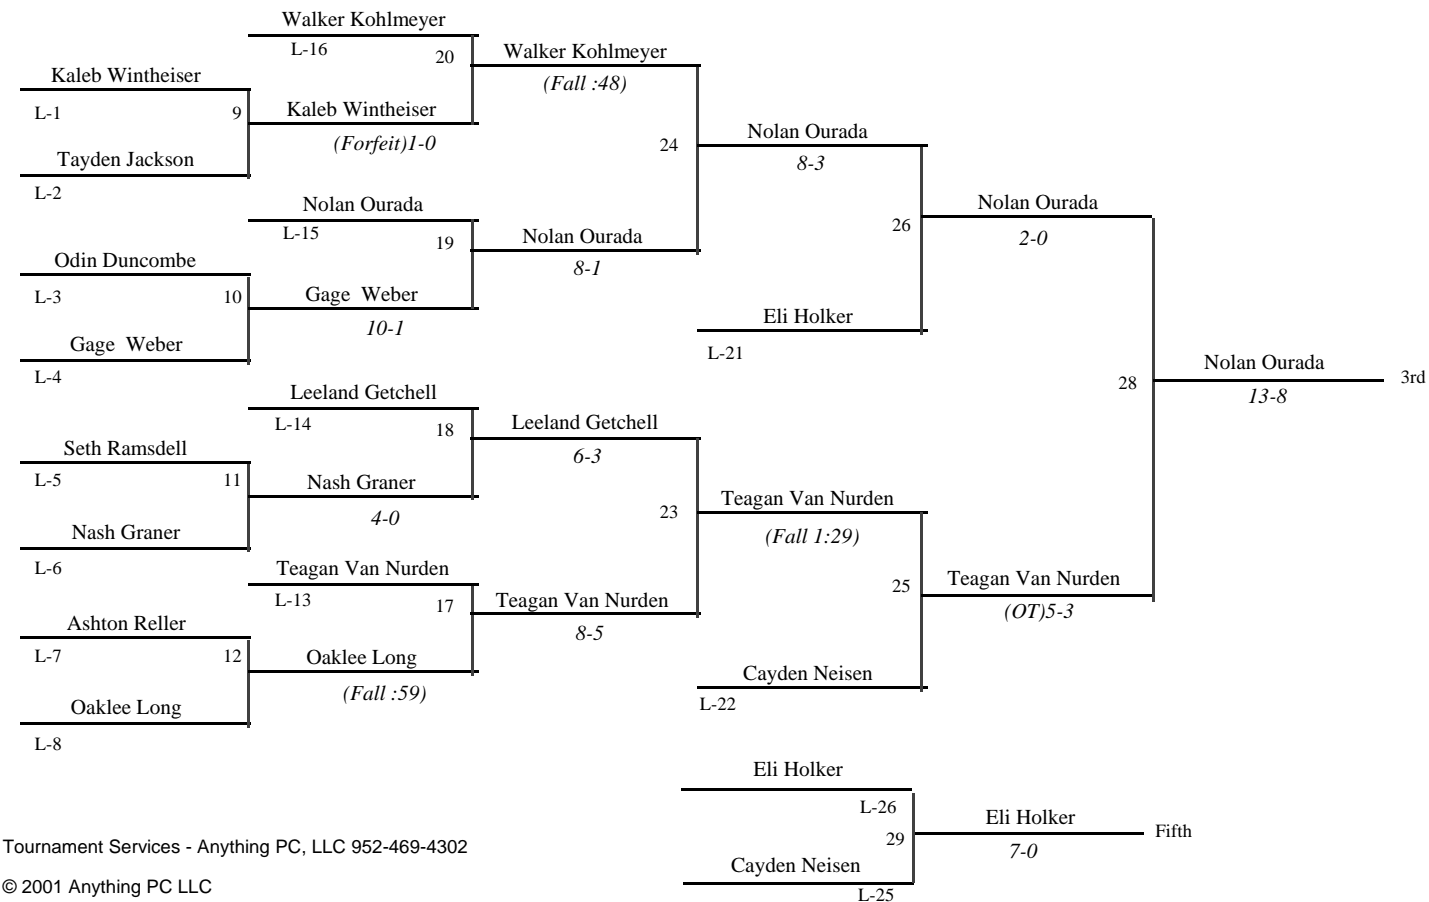 Walker Kohlmeyer
L-16
20
Walker Kohlmeyer
(Fall :48)
Kaleb Wintheiser
L-1
9
Kaleb Wintheiser
(Forfeit)1-0
Tayden Jackson
L-2
24
Nolan Ourada
8-3
Nolan Ourada
L-15
19
Nolan Ourada
8-1
26
Nolan Ourada
2-0
Odin Duncombe
L-3
10
Gage  Weber
10-1
Gage  Weber
L-4
Eli Holker
L-21
28
Nolan Ourada
13-8
3rd
Leeland Getchell
L-14
18
Leeland Getchell
6-3
Seth Ramsdell
L-5
11
Nash Graner
4-0
Nash Graner
L-6
23
Teagan Van Nurden
(Fall 1:29)
Teagan Van Nurden
L-13
17
Teagan Van Nurden
8-5
25
Teagan Van Nurden
(OT)5-3
Ashton Reller
L-7
12
Oaklee Long
(Fall :59)
Oaklee Long
L-8
Cayden Neisen
L-22
Eli Holker
L-26
29
Eli Holker
7-0
Fifth
Cayden Neisen
L-25
Tournament Services - Anything PC, LLC 952-469-4302
© 2001 Anything PC LLC